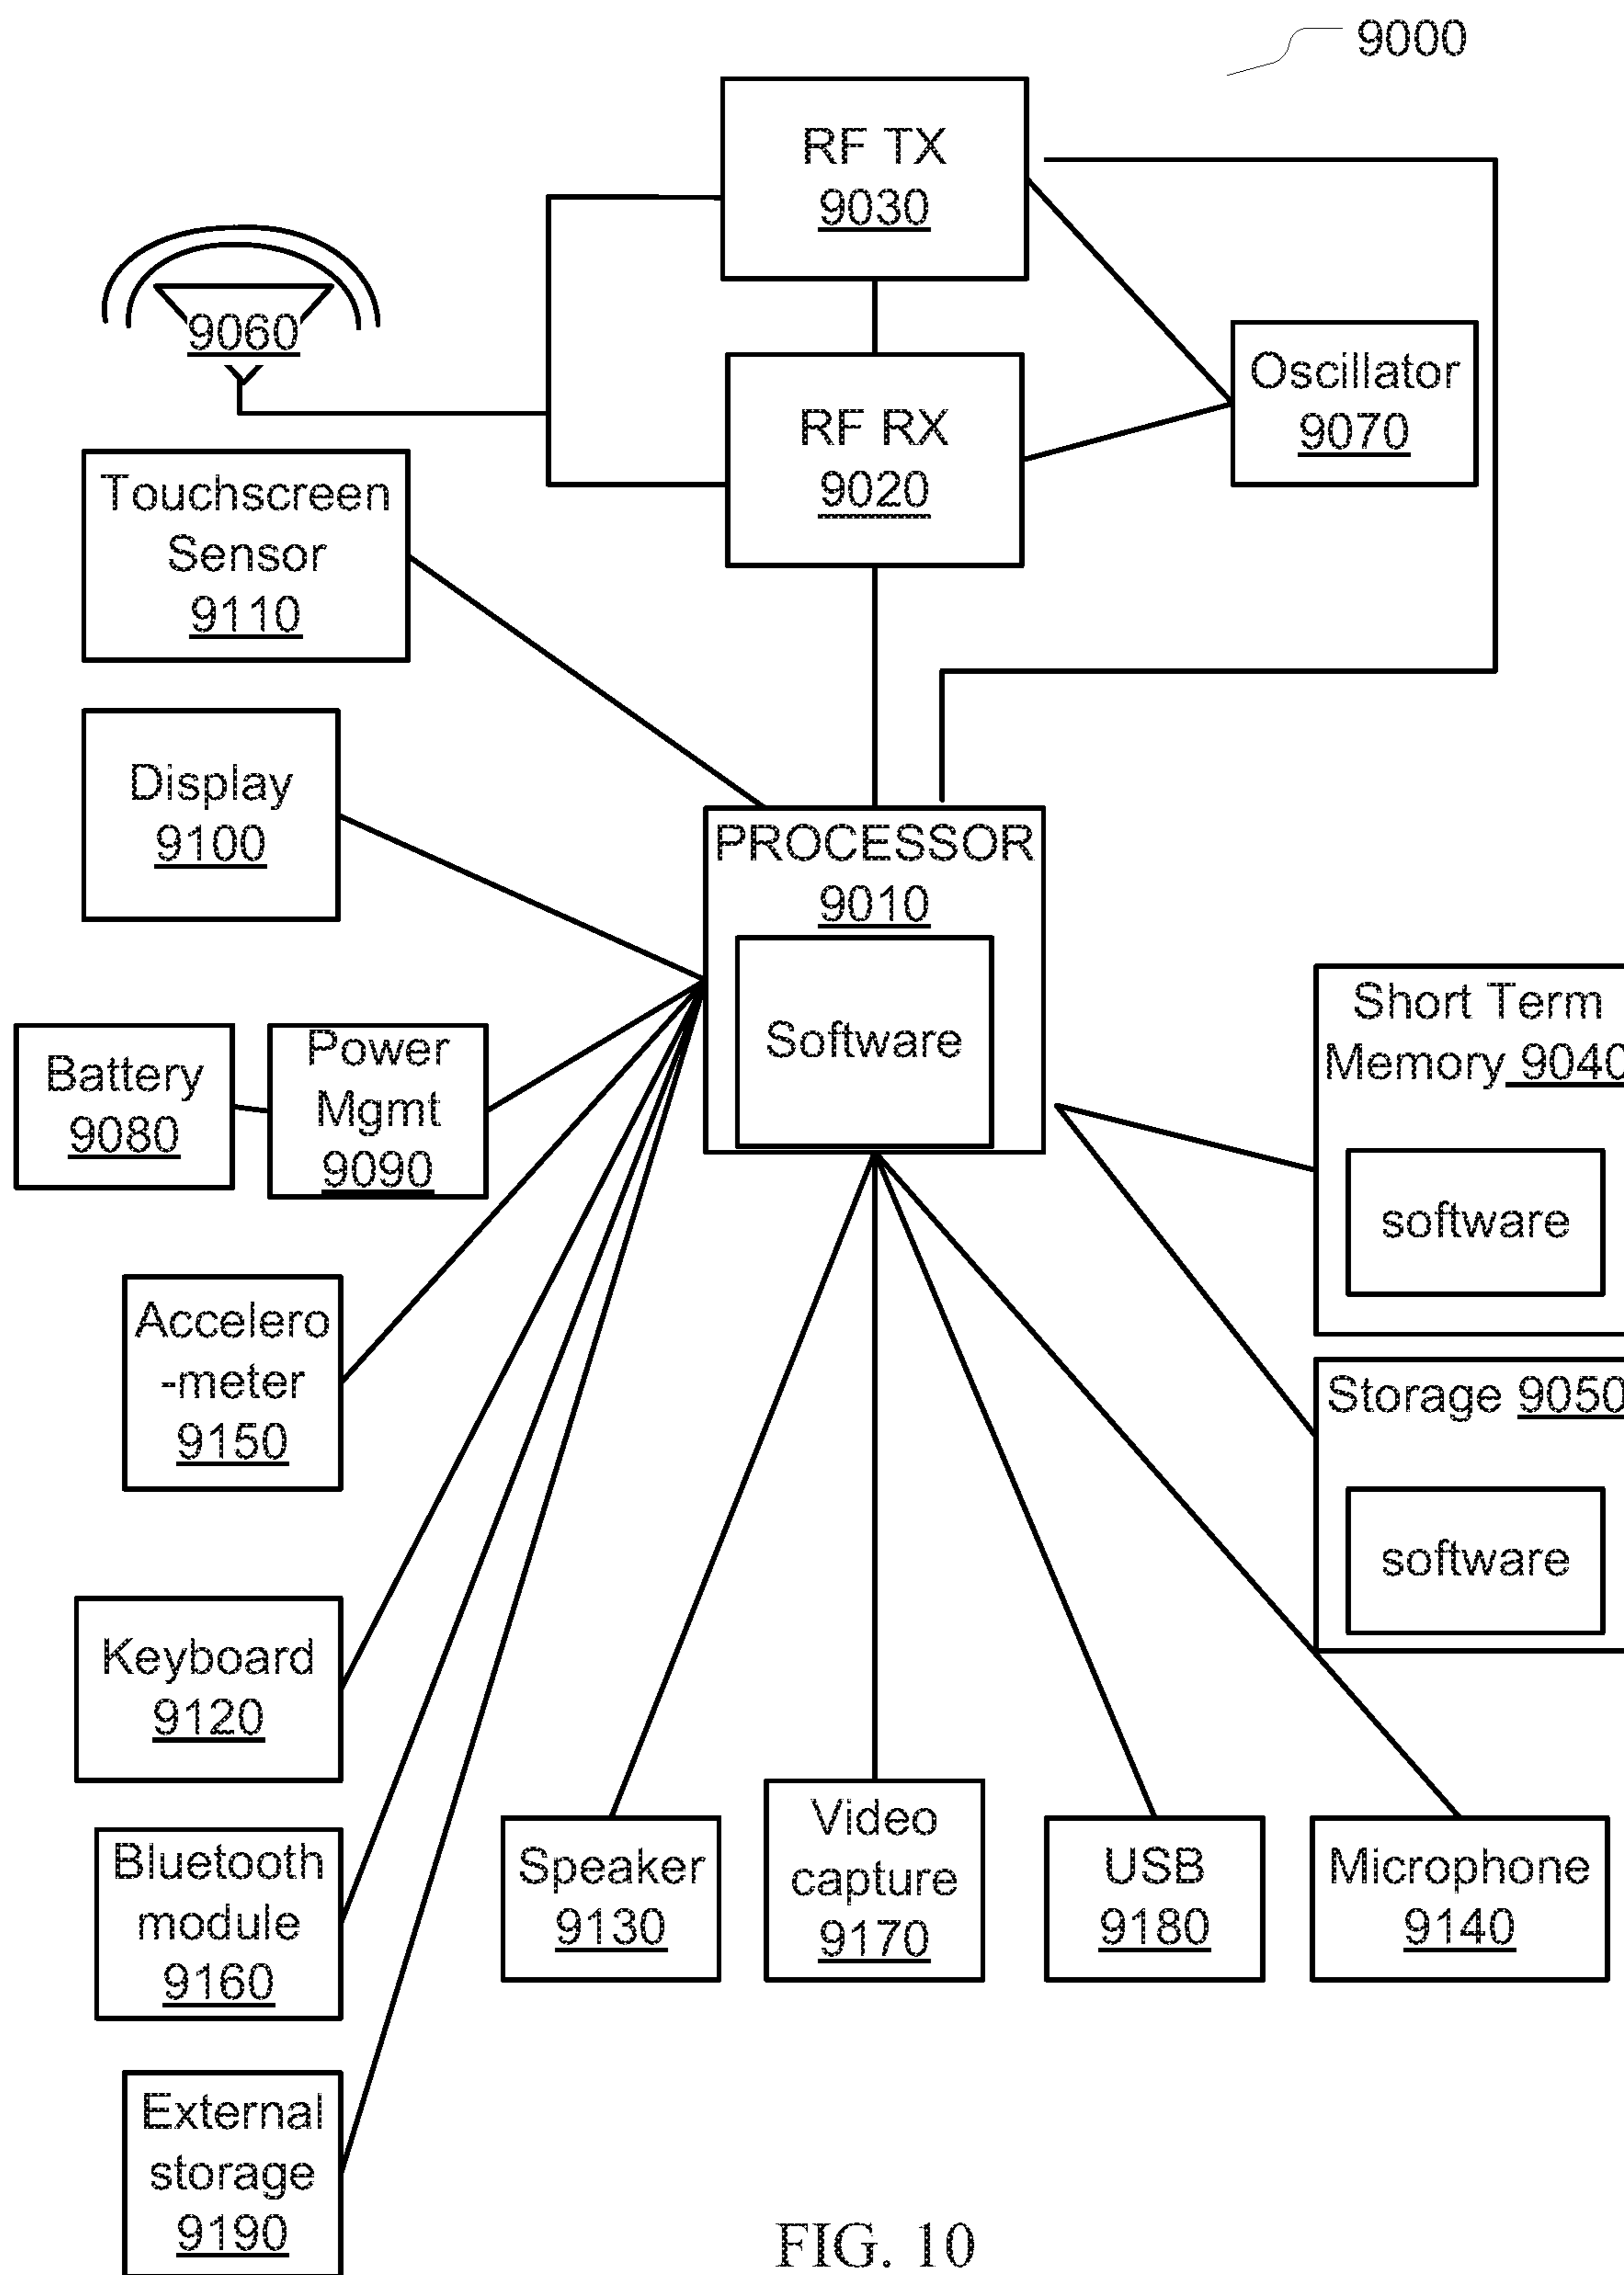 9000
RF TX
9030
9060
RF RX
9020
Oscillator
9070
Touchscreen
Sensor
9110
Display
9100
PROCESSOR
9010
Software
Short Term
Memory 9040
software
Battery
9080
Power
Mgmt
9090
Accelero
-meter
9150
Storage 9050
software
Keyboard
9120
Bluetooth
module
9160
Speaker
9130
Video
capture
9170
USB
9180
Microphone
9140
External
storage
9190
FIG. 10